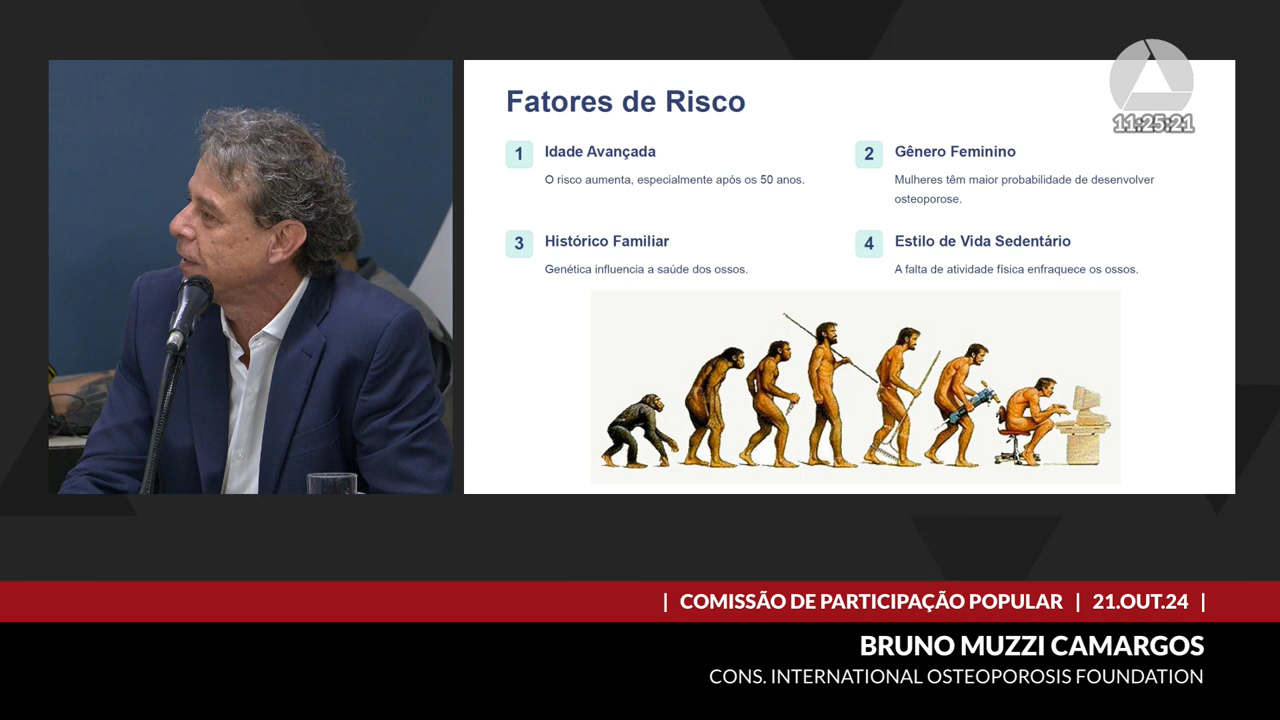 Fatores de Risco
11:25:21
1 Idade Avançada
O risco aumenta, especialmente após os 50 anos.
2 Gênero Feminino
Mulheres têm maior probabilidade de desenvolver
osteoporose.
3 Histórico Familiar
Genética influencia a saúde dos ossos.
4 Estilo de Vida Sedentário
A falta de atividade física enfraquece os ossos.
| COMISSÃO DE PARTICIPAÇÃO POPULAR | 21.OUT.24 |
BRUNO MUZZI CAMARGOS
CONS. INTERNATIONAL OSTEOPOROSIS FOUNDATION